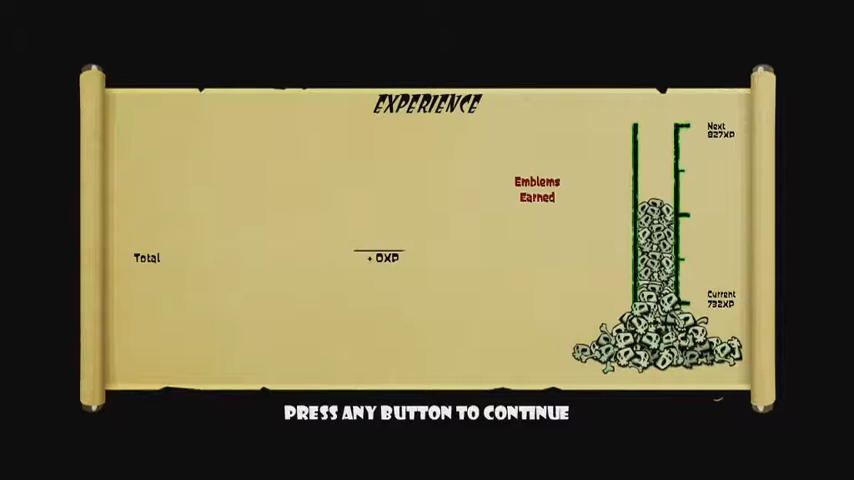 EXPERIENCE
Next
827XP
Emblems
Earned
Total
+ 0XP
Current
732XP
PRESS ANY BUTTON TO CONTINUE